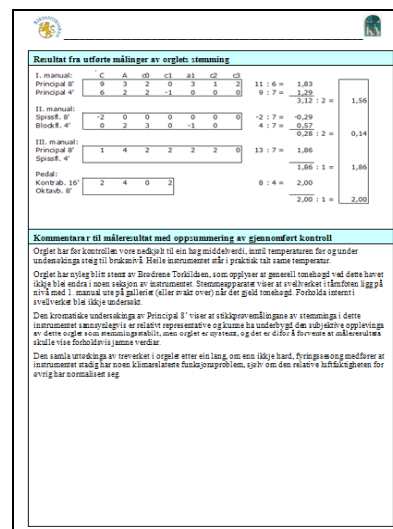 Resultat fra utførte målinger av orglets stemming
I. manual: C A c0 c1 a1 c2 c3
Principal 8' 9 3 2 0 3 1 2 11 : 6 = 1,83
Principal 4' 6 2 2 -1 0 0 0 9 : 7 = 1,29
3,12 : 2 = 1,56
II. manual:
Spissfl. 8' -2 0 0 0 0 0 0 -2 : 7 = -0,29
Blockfl. 4' 0 2 3 0 -1 0 4 : 7 = 0,57
0,28 : 2 = 0,14
III. manual:
Principal 8' 1 4 2 2 2 2 0 13 : 7 = 1,86
Spissfl. 4'
1,86 : 1 = 1,86
Pedal:
Kontrab. 16' 2 4 0 2 8 : 4 = 2,00
Oktavb. 8'
2,00 : 1 = 2,00
Kommentarar til måleresultat med oppsummering av gjennomført kontroll
Orglet har før kontrollen vore nedkjølt til ein høg middelverdi, inntil temperaturen før og under
undersøkinga steig til bruksnivå. Heile instrumentet står i praktisk talt same temperatur.
Orglet har nyleg blitt stemt av Brødrene Torkildsen, som opplyser at generell tonehøgd ved dette høvet
ikkje blei endra i noen seksjon av instrumentet. Stemmeapparatet viser at svellverket i tårnfoten ligg på
nivå med 1. manual ute på galleriet (eller svakt over) når det gjeld tonehøgd. Forholda internt i
svellverket blei ikkje undersøkt.
Den kromatiske undersøkinga av Principal 8' viser at stikkprøvemålingane av stemminga i dette
instrumentet sannsynlegvis er relativt representative og kunne ha underbygd den subjektive opplevinga
av dette orglet som stemmingsstabilt, men orglet er nystemt, og det er difor å forvente at måleresultata
skulle vise forholdsvis jamne verdiar.
Den samla uttørkinga av treverket i orglet etter ein lang, om enn ikkje hard, fyringssesong medfører at
instrumentet stadig har noen klimarelaterte funksjonsproblem, sjølv om den relative luftfuktigheten for
øvrig har normalisert seg.